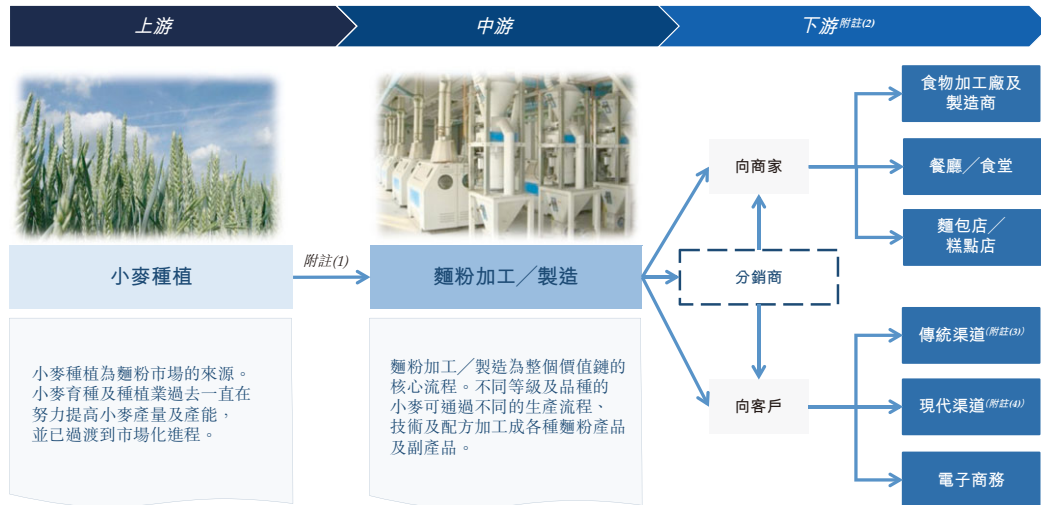 上游
中游
下游附註(2)
小麥種植
附註(1)
麵粉加工╱製造
小麥種植為麵粉市場的來源。
小麥育種及種植業過去一直在
努力提高小麥產量及產能，
並已過渡到市場化進程。
麵粉加工╱製造為整個價值鏈的
核心流程。不同等級及品種的
小麥可通過不同的生產流程、
技術及配方加工成各種麵粉產品
及副產品。
向商家
分銷商
向客戶
食物加工廠及
製造商
餐廳╱食堂
麵包店╱
糕點店
傳統渠道(附註(3))
現代渠道(附註(4))
電子商務